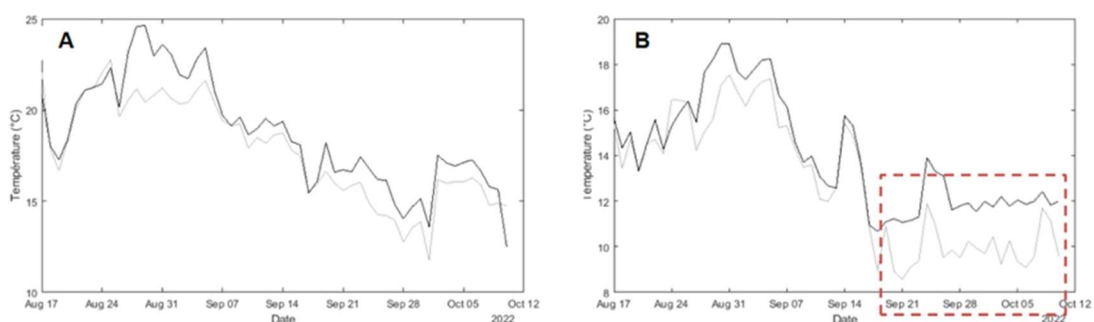 A
B
25
20
15
10
Température (°C)
Aug 17 Aug 24 Aug 31 Sep 07 Sep 14 Sep 21 Sep 28 Oct 05 Oct 12
Date 2022
20
18
16
14
12
10
8
Température (°C)
Aug 17 Aug 24 Aug 31 Sep 07 Sep 14 Sep 21 Sep 28 Oct 05 Oct 12
Date 2022